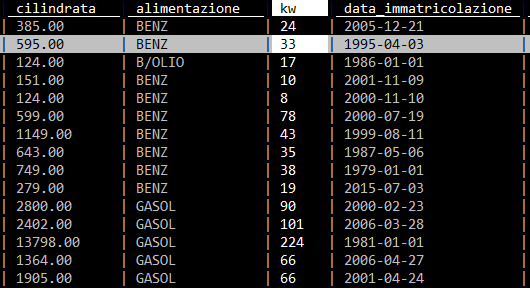 cilindrata | alimentazione | kw | data_immatricolazione
| 385.00 | BENZ | 24 | 2005-12-21 |
| 595.00 | BENZ | 33 | 1995-04-03 |
| 124.00 | B/OLIO | 17 | 1986-01-01 |
| 151.00 | BENZ | 10 | 2001-11-09 |
| 124.00 | BENZ | 8 | 2000-11-10 |
| 599.00 | BENZ | 78 | 2000-07-19 |
| 1149.00 | BENZ | 43 | 1999-08-11 |
| 643.00 | BENZ | 35 | 1987-05-06 |
| 749.00 | BENZ | 38 | 1979-01-01 |
| 279.00 | BENZ | 19 | 2015-07-03 |
| 2800.00 | GASOL | 90 | 2000-02-23 |
| 2402.00 | GASOL | 101 | 2006-03-28 |
| 13798.00 | GASOL | 224 | 1981-01-01 |
| 1364.00 | GASOL | 66 | 2006-04-27 |
| 1905.00 | GASOL | 66 | 2001-04-24 |